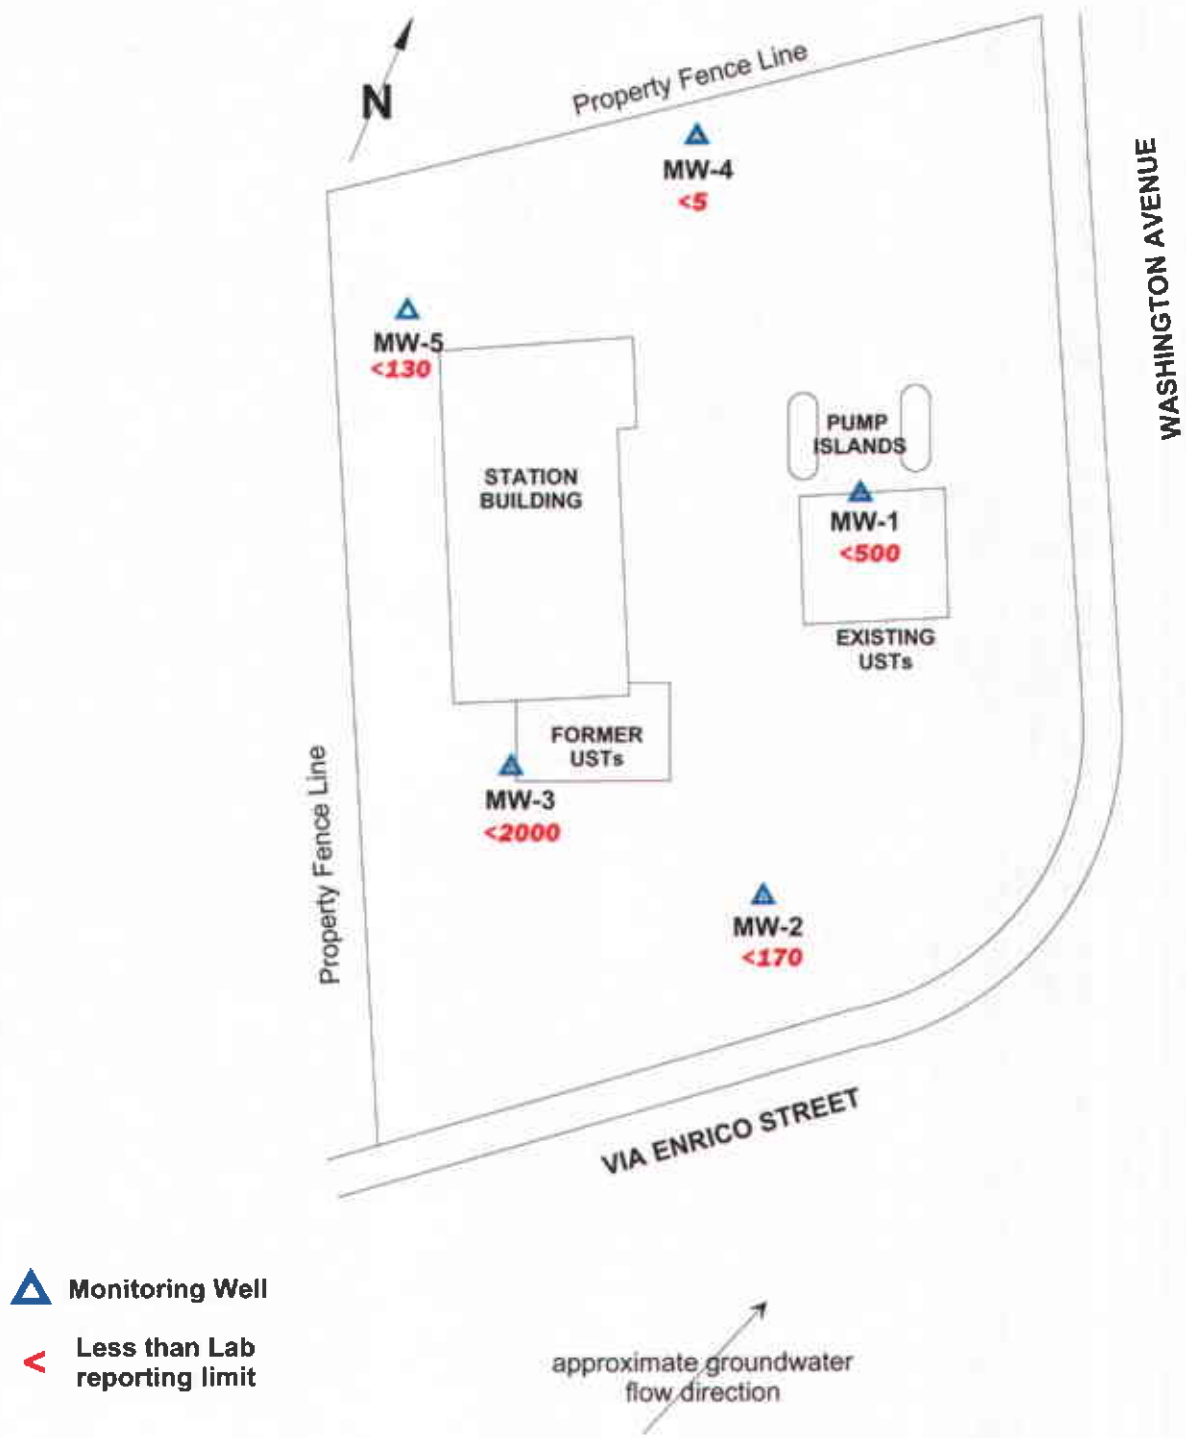 N
Property Fence Line
MW-4
<5
WASHINGTON AVENUE
MW-5
<130
PUMP
ISLANDS
STATION
BUILDING
MW-1
<500
EXISTING
USTs
FORMER
USTs
MW-3
<2000
Property Fence Line
MW-2
<170
VIA ENRICO STREET
Monitoring Well
< Less than Lab
reporting limit
approximate groundwater
flow direction